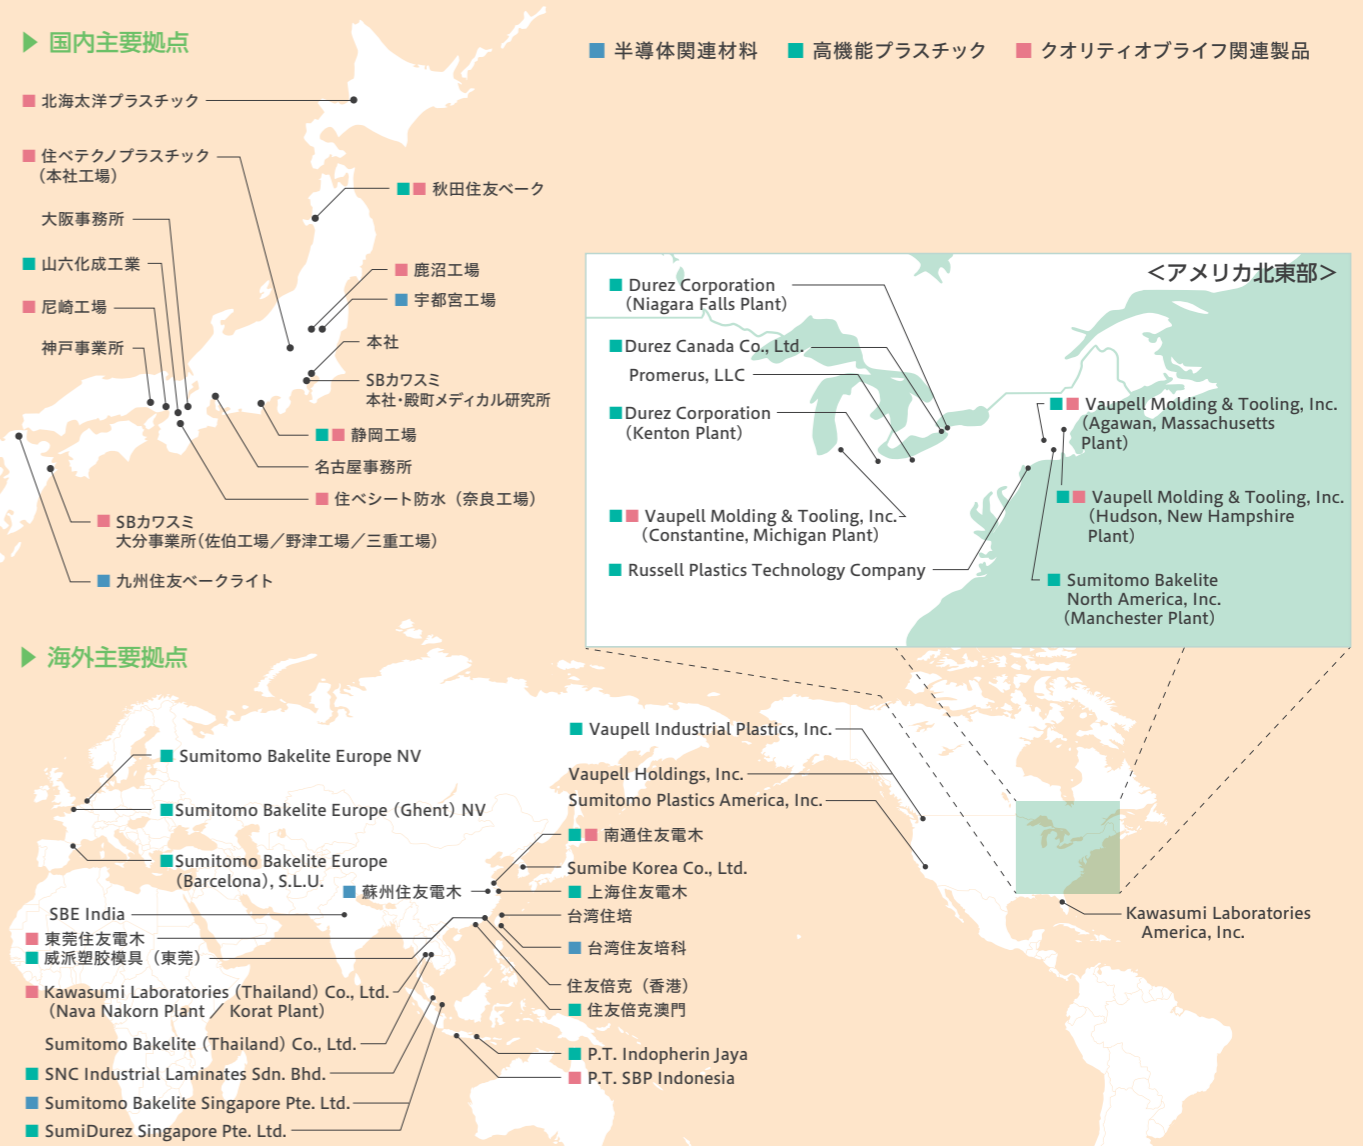 国内主要拠点
半導体関連材料
高機能プラスチック
クオリティオブライフ関連製品
北海太洋プラスチック
住べテクノプラスチック
（本社工場）
大阪事務所
山六化成工業
尼崎工場
神戸事業所
秋田住友ベーク
鹿沼工場
宇都宮工場
本社
SBカワスミ
本社・殿町メディカル研究所
静岡工場
名古屋事務所
住べシート防水（奈良工場）
SBカワスミ
大分事業所（佐伯工場／野津工場／三重工場）
九州住友ベークライト
＜アメリカ北東部＞
Durez Corporation
（Niagara Falls Plant）
Durez Canada Co., Ltd.
Promerus, LLC
Durez Corporation
（Kenton Plant）
Vaupell Molding & Tooling, Inc.
（Constantine, Michigan Plant）
Russell Plastics Technology Company
Vaupell Molding & Tooling, Inc.
（Agawan, Massachusetts
Plant）
Vaupell Molding & Tooling, Inc.
（Hudson, New Hampshire
Plant）
Sumitomo Bakelite
North America, Inc.
（Manchester Plant）
海外主要拠点
Sumitomo Bakelite Europe NV
Sumitomo Bakelite Europe（Ghent）NV
Sumitomo Bakelite Europe
（Barcelona）, S.L.U.
蘇州住友電木
SBE India
東莞住友電木
威派塑胶模具（東莞）
Kawasumi Laboratories（Thailand）Co., Ltd.
（Nava Nakorn Plant ／ Korat Plant）
Sumitomo Bakelite（Thailand）Co., Ltd.
SNC Industrial Laminates Sdn. Bhd.
Sumitomo Bakelite Singapore Pte. Ltd.
SumiDurez Singapore Pte. Ltd.
Vaupell Industrial Plastics, Inc.
Vaupell Holdings, Inc.
Sumitomo Plastics America, Inc.
南通住友電木
Sumibe Korea Co., Ltd.
上海住友電木
台湾住培
台湾住友培科
住友倍克（香港）
住友倍克澳門
P.T. Indopherin Jaya
P.T. SBP Indonesia
Kawasumi Laboratories
America, Inc.